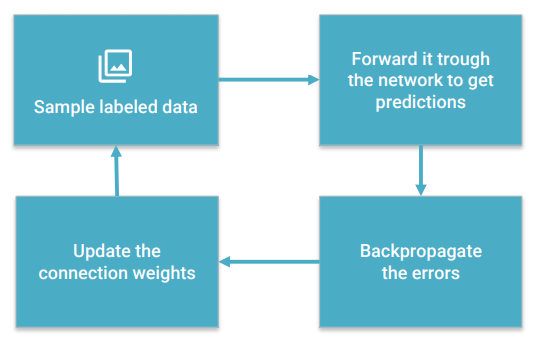 Sample labeled data
Forward it trough
the network to get
predictions
Backpropagate
the errors
Update the
connection weights